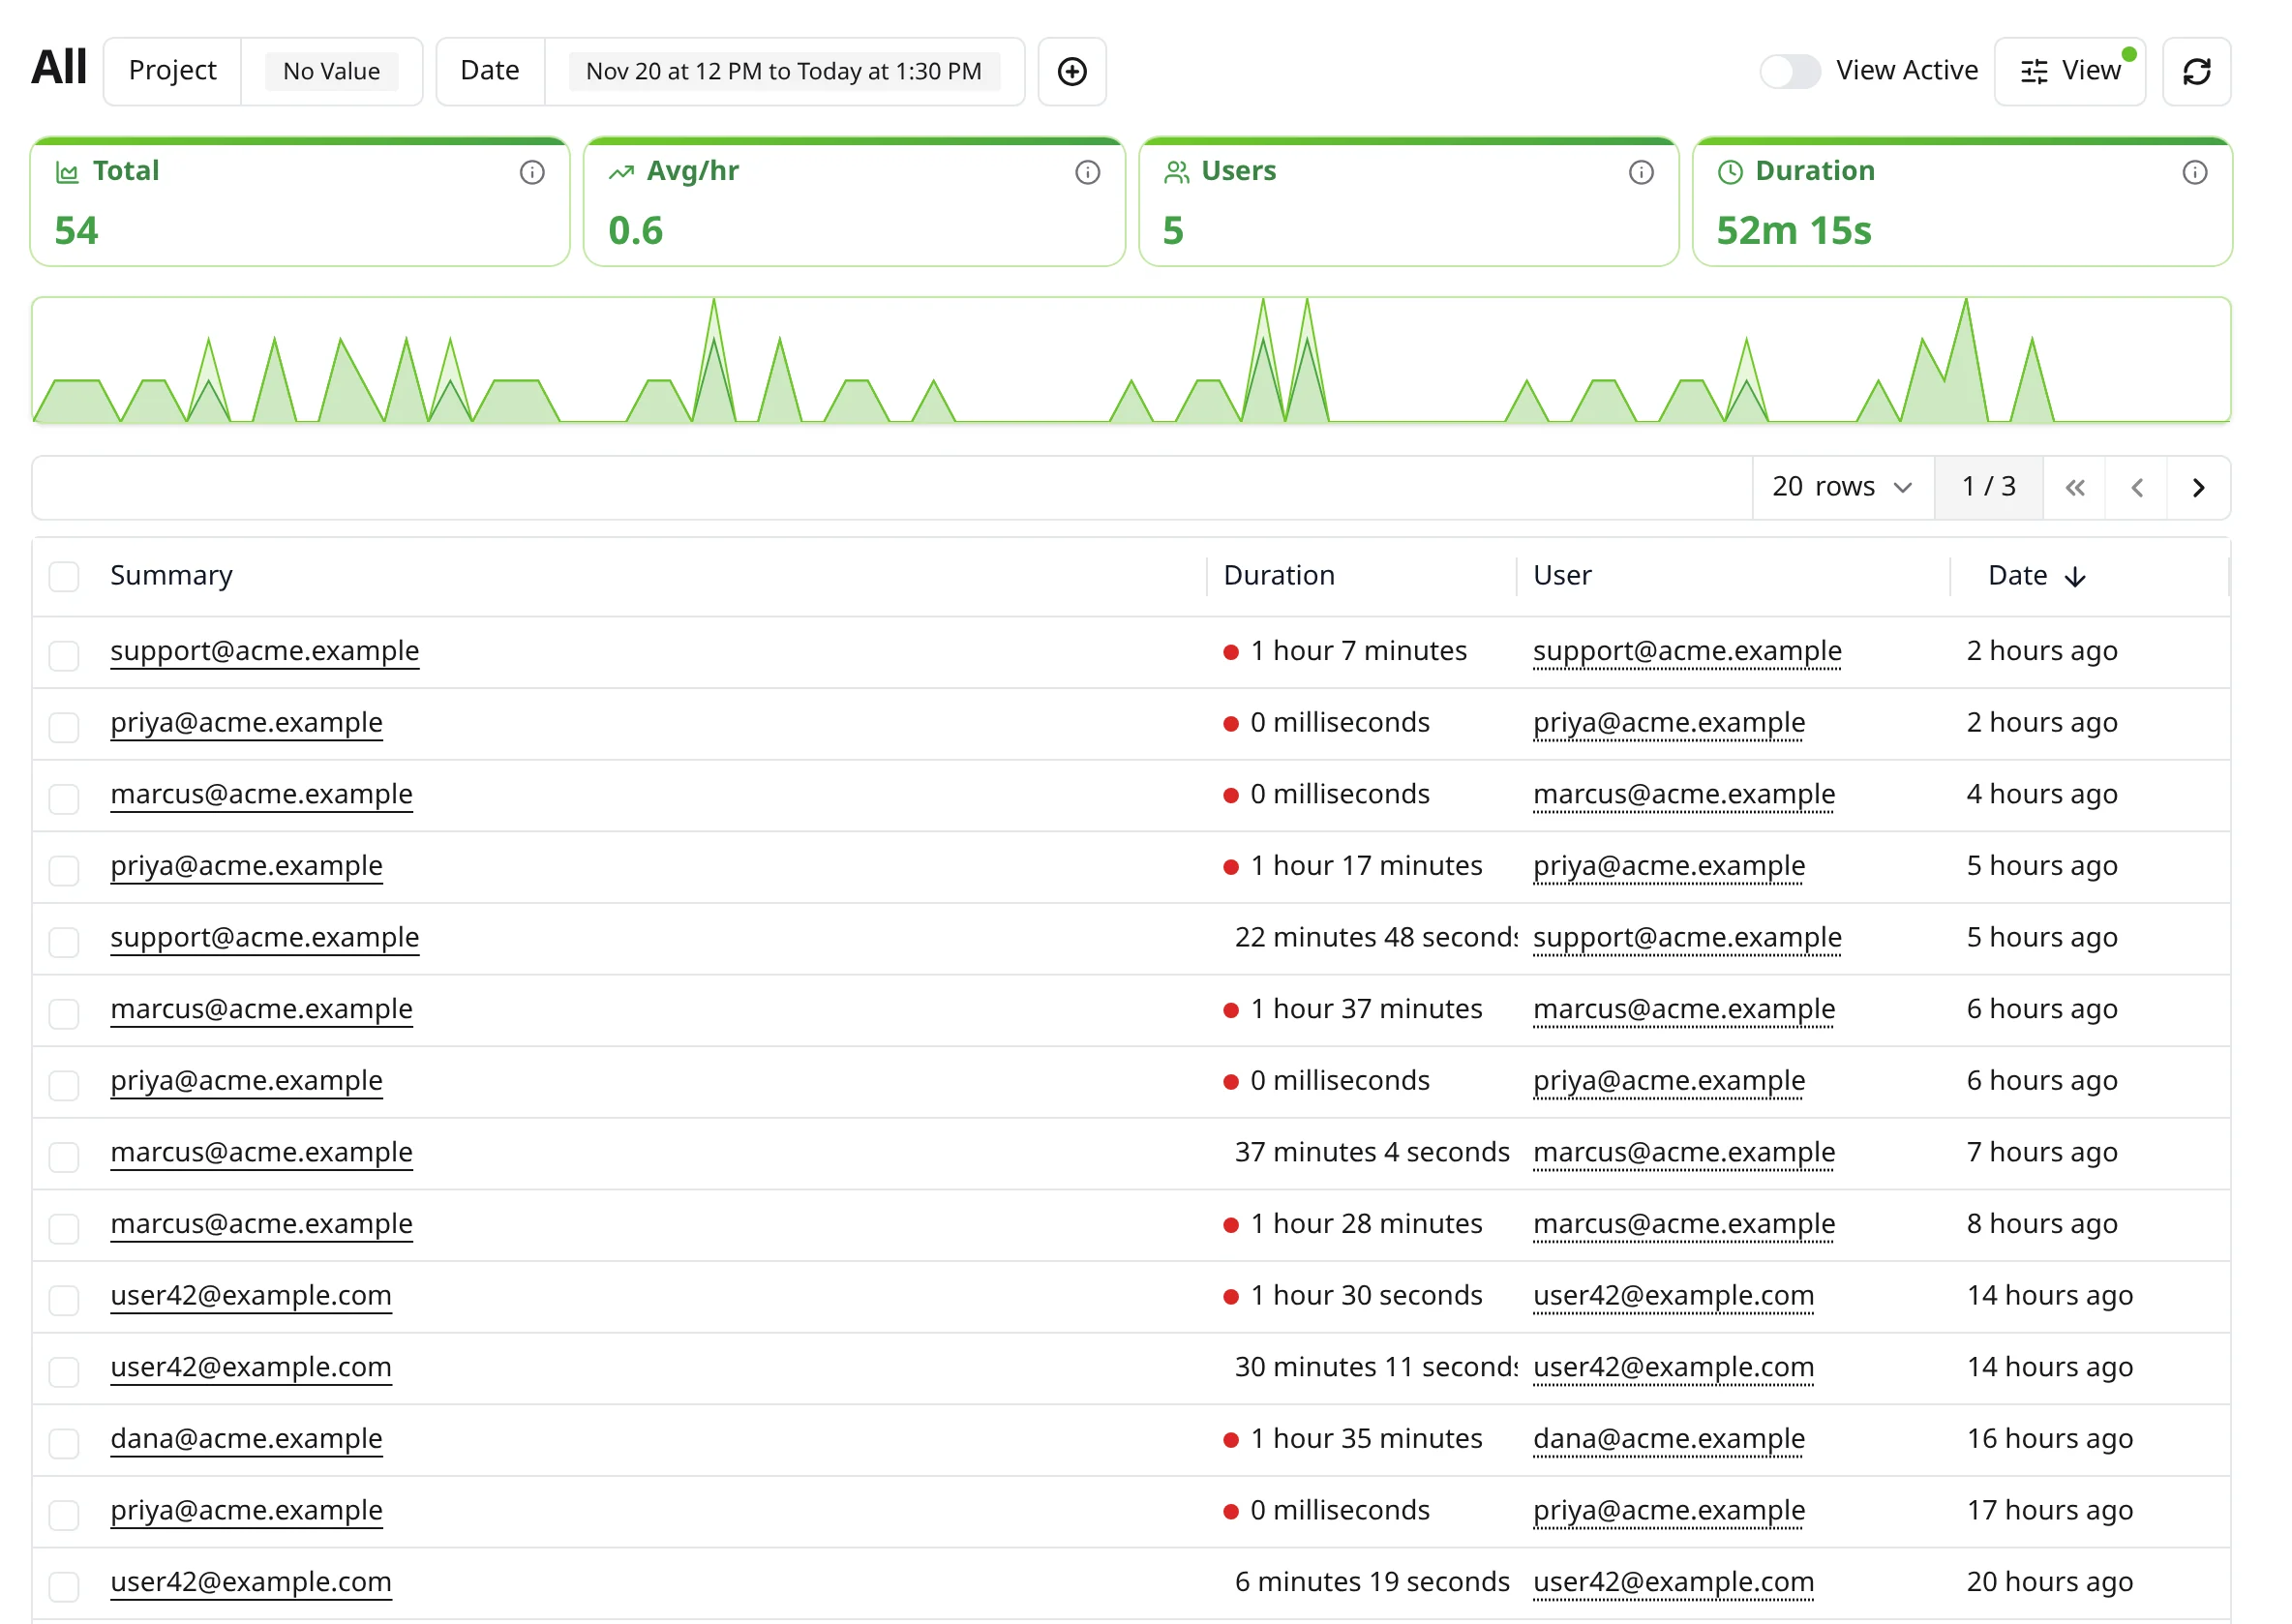 All Project No Value Date Nov 20 at 12 PM to Today at 1:30 PM View Active View
Total Avg/hr Users Duration
54 0.6 5 52m 15s
20 rows 1 / 3
Summary Duration User Date
support@acme.example 1 hour 7 minutes support@acme.example 2 hours ago
priya@acme.example 0 milliseconds priya@acme.example 2 hours ago
marcus@acme.example 0 milliseconds marcus@acme.example 4 hours ago
priya@acme.example 1 hour 17 minutes priya@acme.example 5 hours ago
support@acme.example 22 minutes 48 seconds support@acme.example 5 hours ago
marcus@acme.example 1 hour 37 minutes marcus@acme.example 6 hours ago
priya@acme.example 0 milliseconds priya@acme.example 6 hours ago
marcus@acme.example 37 minutes 4 seconds marcus@acme.example 7 hours ago
marcus@acme.example 1 hour 28 minutes marcus@acme.example 8 hours ago
user42@example.com 1 hour 30 seconds user42@example.com 14 hours ago
user42@example.com 30 minutes 11 seconds user42@example.com 14 hours ago
dana@acme.example 1 hour 35 minutes dana@acme.example 16 hours ago
priya@acme.example 0 milliseconds priya@acme.example 17 hours ago
user42@example.com 6 minutes 19 seconds user42@example.com 20 hours ago